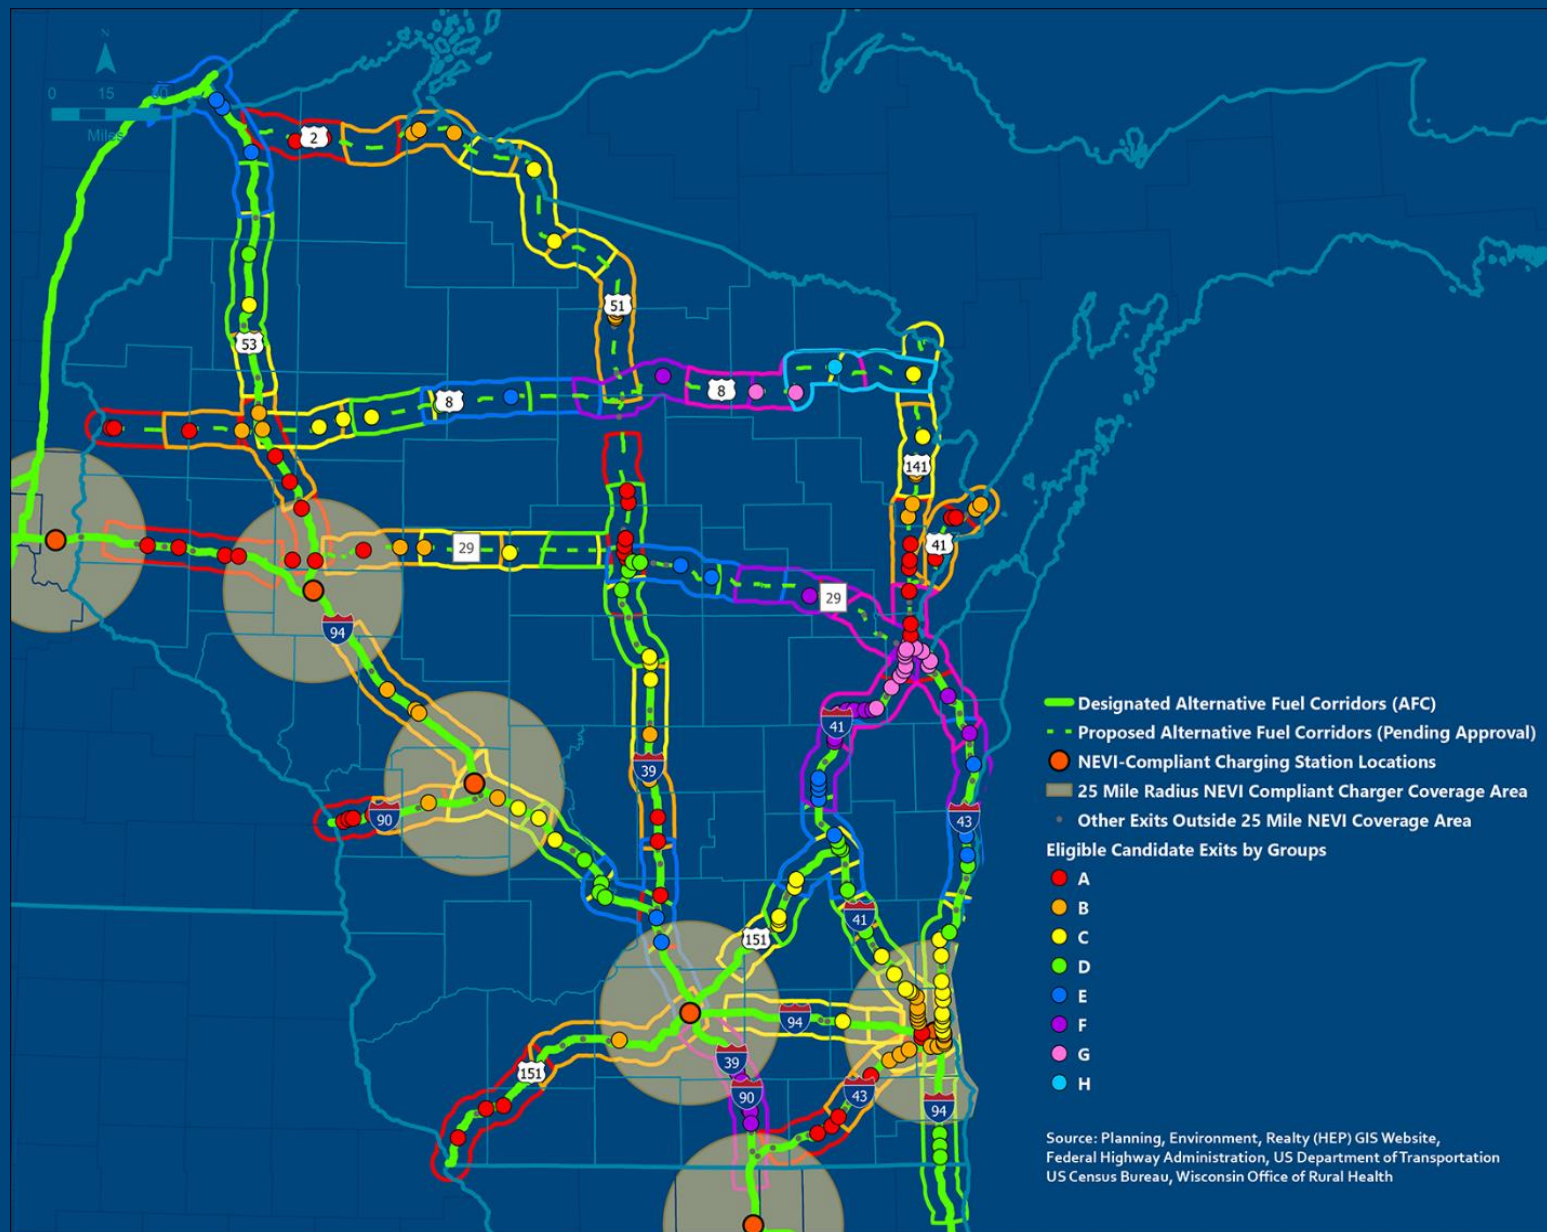 N
0 15 30
Miles
2
53
51
8
8
141
29
41
29
94
41
39
90
43
41
151
94
39
151
90
43
94
Designated Alternative Fuel Corridors (AFC)
Proposed Alternative Fuel Corridors (Pending Approval)
NEVI-Compliant Charging Station Locations
25 Mile Radius NEVI Compliant Charger Coverage Area
Other Exits Outside 25 Mile NEVI Coverage Area
Eligible Candidate Exits by Groups
A
B
C
D
E
F
G
H
Source: Planning, Environment, Realty (HEP) GIS Website,
Federal Highway Administration, US Department of Transportation
US Census Bureau, Wisconsin Office of Rural Health